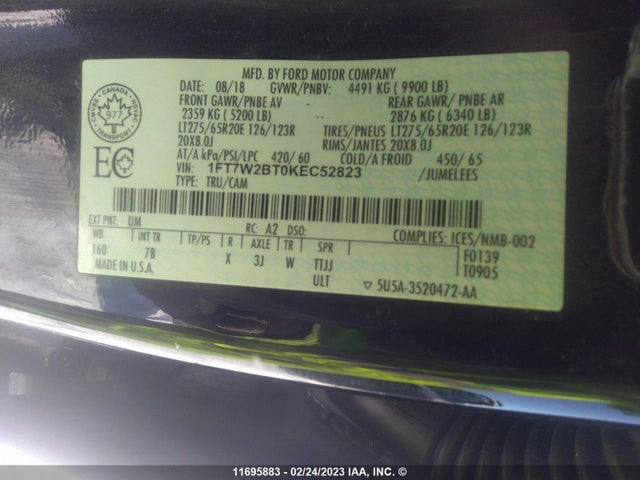 MFD. BY FORD MOTOR COMPANY
DATE: 08/18 GVWR/PNBV: 4491 KG ( 9900 LB)
FRONT GAWR/PNBE AV REAR GAWR/ PNBE AR
2359 KG ( 5200 LB) 2876 KG ( 6340 LB)
LT275/65R20E 126/123R TIRES/PNEUS LT275/65R20E 126/123R
20X8.0J RIMS/JANTES 20X8.0J
AT/A kPa/PSI/LPC 420/60 COLD/A FROID 450/65
VIN: 1FT7W2BT0KEC52823 /JUMELEES
TYPE: TRU/CAM
CANADA
CMVSS
NSVAC
977
EC
EXT PNT: UM RC: A2 DSO: COMPLIES: ICES/NMB-002
WB INT TR TP/PS R AXLE TR SPR F0139
160 7B X 3J W TTJJ T0905
MADE IN U.S.A. ULT 5U5A-3520472-AA
11695883 - 02/24/2023 IAA, INC. ©